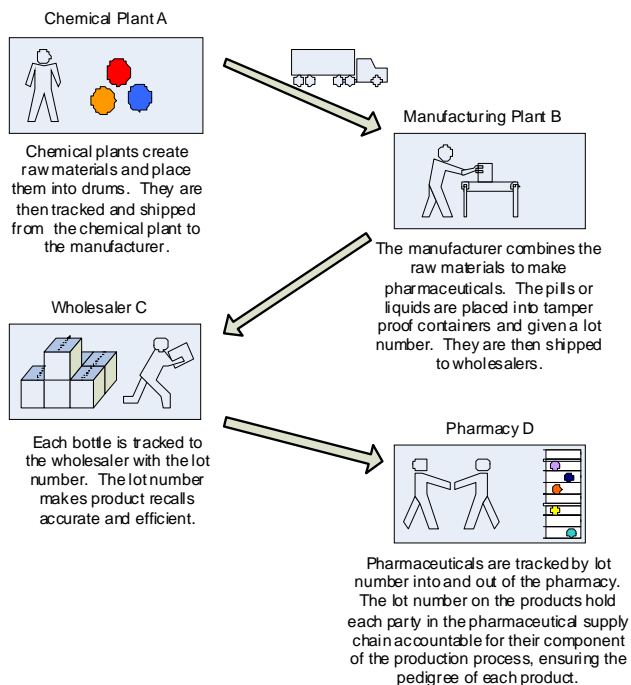 Chemical Plant A
Chemical plants create
raw materials and place
them into drums. They are
then tracked and shipped
from the chemical plant to
the manufacturer.
Manufacturing Plant B
The manufacturer combines the
raw materials to make
pharmaceuticals. The pills or
liquids are placed into tamper
proof containers and given a lot
number. They are then shipped
to wholesalers.
Wholesaler C
Each bottle is tracked to
the wholesaler with the lot
number. The lot number
makes product recalls
accurate and efficient.
Pharmacy D
Pharmaceuticals are tracked by lot
number into and out of the pharmacy.
The lot number on the products hold
each party in the pharmaceutical supply
chain accountable for their component
of the production process, ensuring the
pedigree of each product.